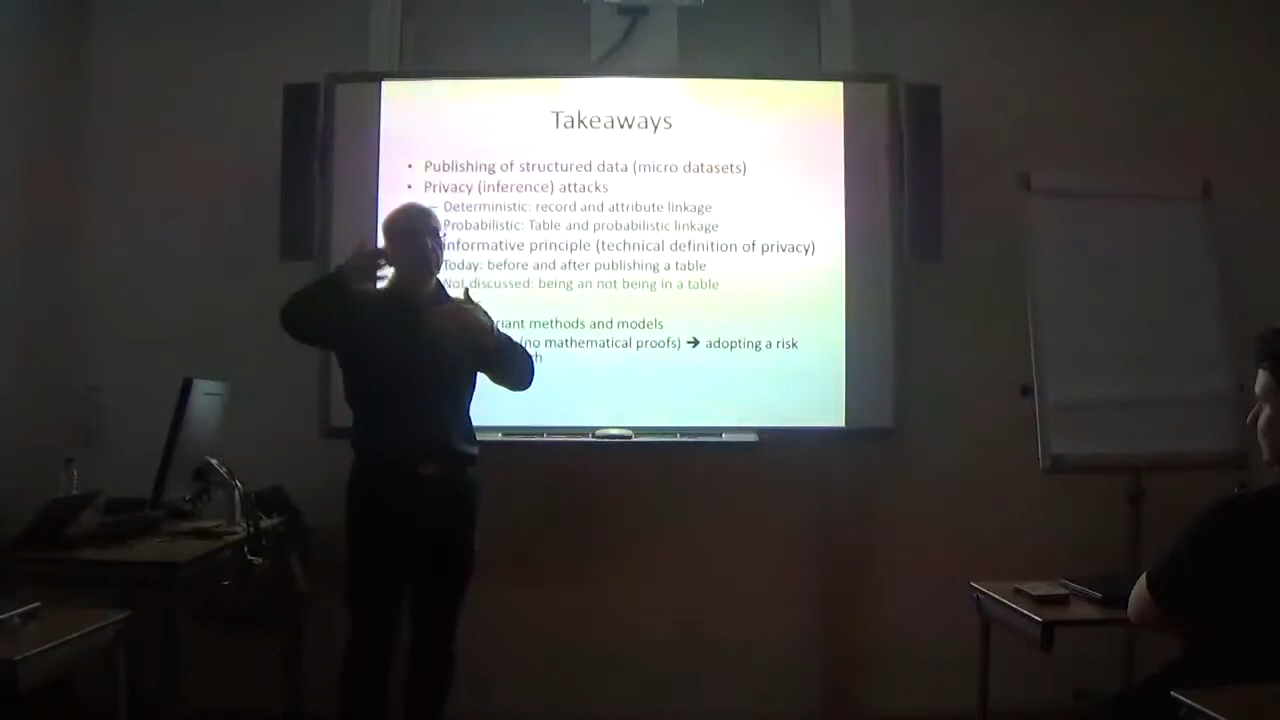 Takeaways
• Publishing of structured data (micro datasets)
• Privacy (inference) attacks
– Deterministic: record and attribute linkage
Probabilistic: Table and probabilistic linkage
informative principle (technical definition of privacy)
Today: before and after publishing a table
Not discussed: being an not being in a table
riant methods and models
(no mathematical proofs) ➔ adopting a risk
h